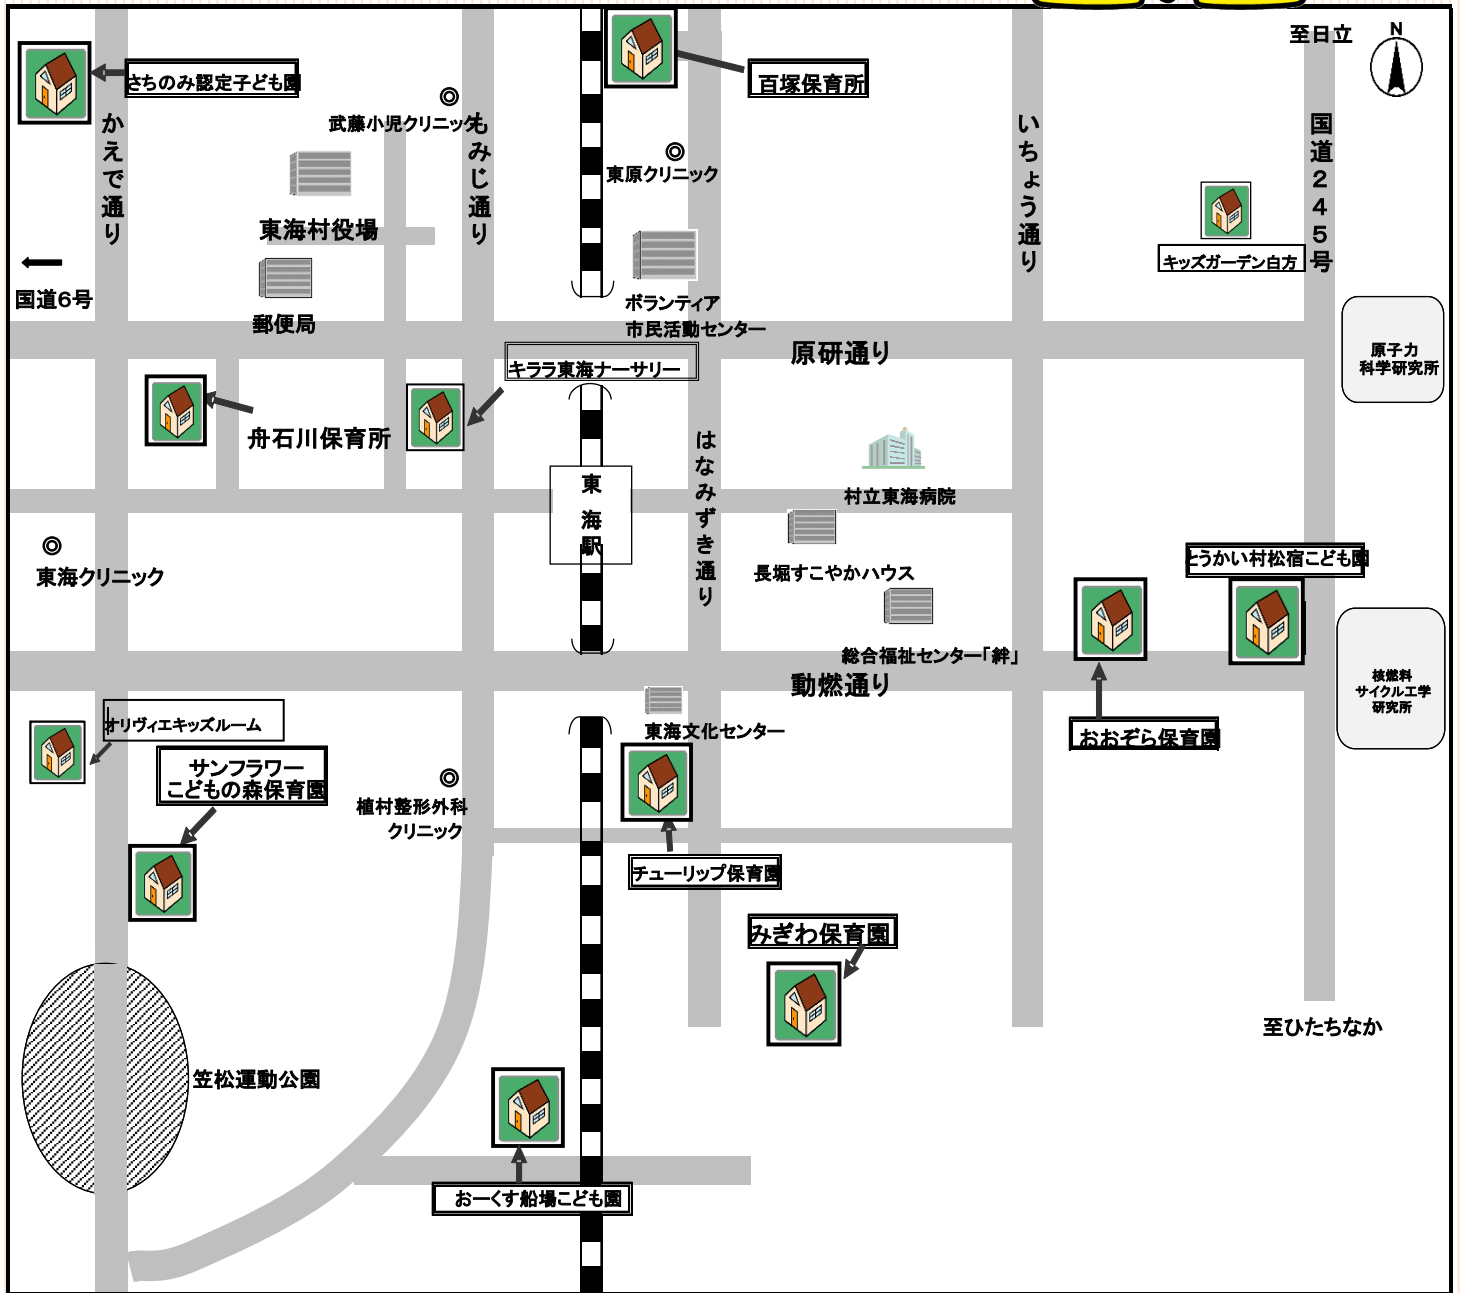 至日立
N
さちのみ認定子ども園
百塚保育所
武藤小児クリニック
かえで通り
もみじ通り
いちょう通り
国道245号
東原クリニック
東海村役場
キッズガーデン白方
国道6号
郵便局
ボランティア
市民活動センター
原研通り
原子力
科学研究所
キララ東海ナーサリー
舟石川保育所
はなみずき通り
東海駅
村立東海病院
東海クリニック
長堀すこやかハウス
とうかい村松宿こども園
総合福祉センター「絆」
動燃通り
核燃料
サイクル工学
研究所
オリヴィエキッズルーム
東海文化センター
おおぞら保育園
サンフラワー
こどもの森保育園
植村整形外科
クリニック
チューリップ保育園
みぎわ保育園
至ひたちなか
笠松運動公園
おーくす船場こども園